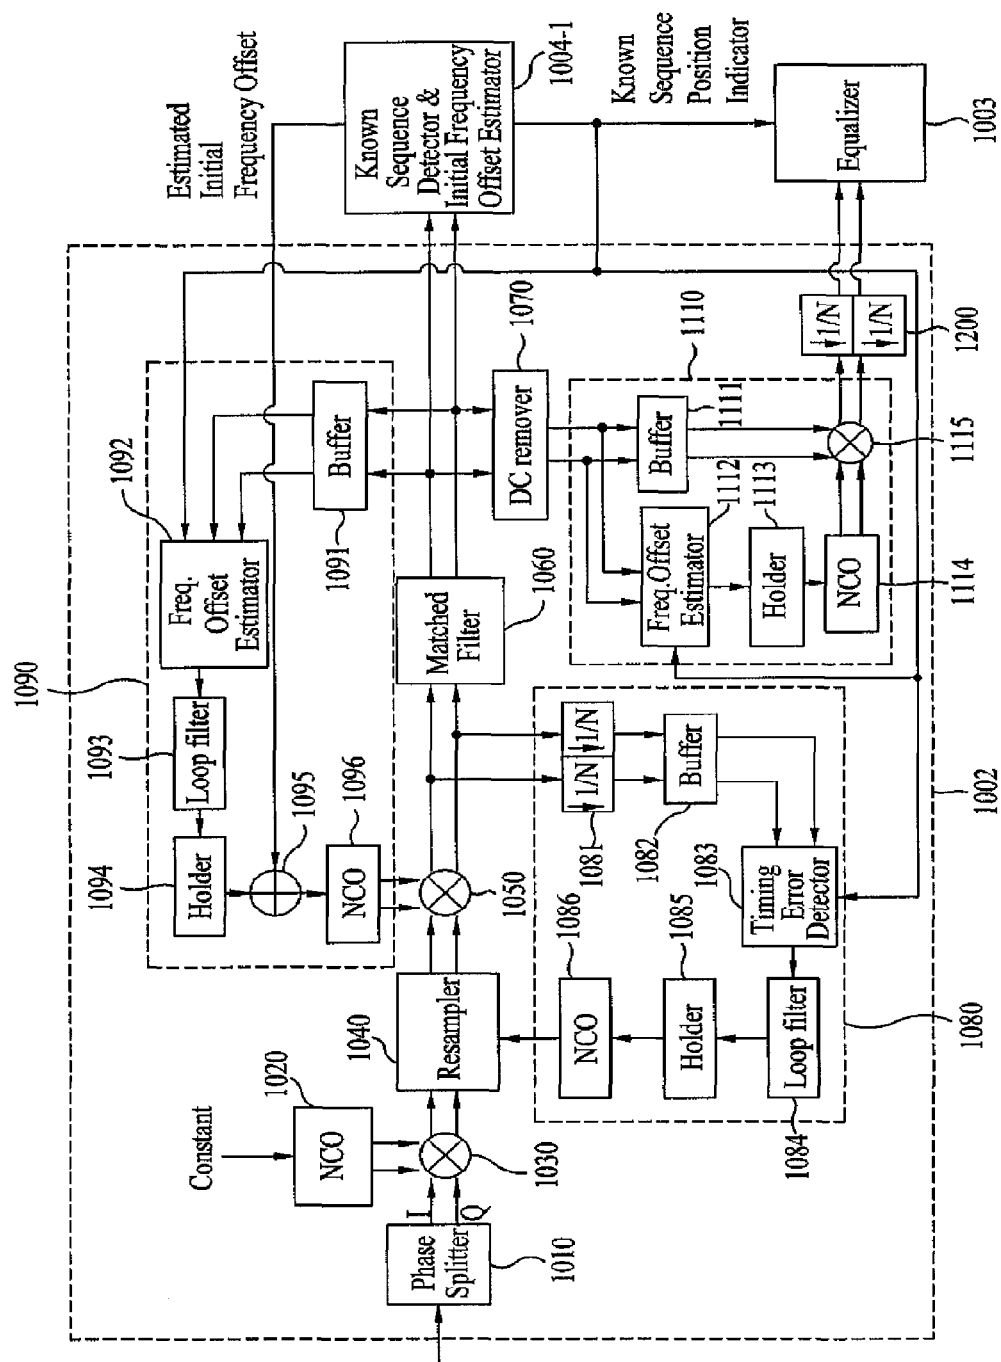 Estimated
Initial
Frequency Offset
Known
Sequence
Detector &
Initial Frequency
Offset Estimator
1004-1
Known
Sequence
Position
Indicator
1090
1092
Freq.
Offset
Estimator
1093
Loop filter
1094
Holder
1095
1096
NCO
Buffer
1091
Constant
1020
NCO
Phase
Splitter
1010
I
Q
1030
1040
Resampler
1050
Matched
Filter
1060
1070
DC remover
1110
Buffer
1111
Freq.Offset
Estimator
1112
Holder
1113
NCO
1114
1115
1/N
1/N
1200
Equalizer
1003
1/N
1/N
1081
Buffer
1082
1083
Timing
Error
Detector
Loop filter
1084
Holder
1085
NCO
1086
1080
1002